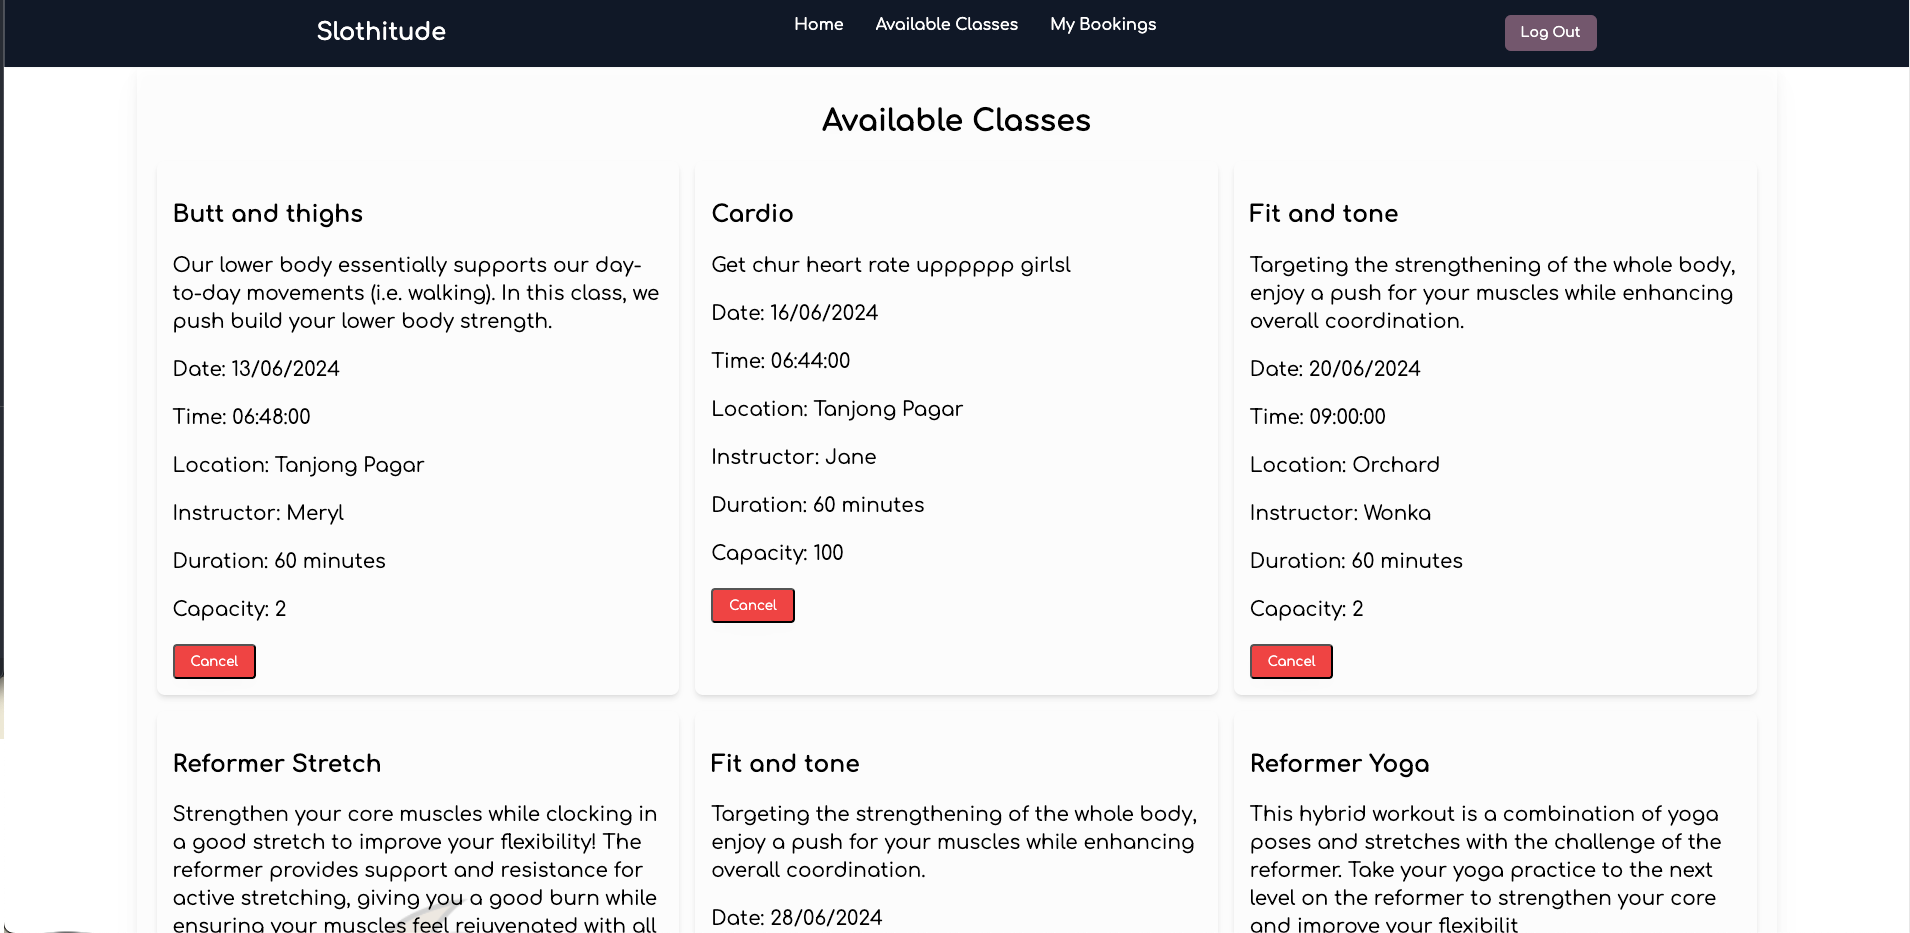 Slothitude
Home Available Classes My Bookings
Log Out
Available Classes
Butt and thighs
Our lower body essentially supports our day-
to-day movements (i.e. walking). In this class, we
push build your lower body strength.
Date: 13/06/2024
Time: 06:48:00
Location: Tanjong Pagar
Instructor: Meryl
Duration: 60 minutes
Capacity: 2
Cancel
Cardio
Get chur heart rate upppppp girlsl
Date: 16/06/2024
Time: 06:44:00
Location: Tanjong Pagar
Instructor: Jane
Duration: 60 minutes
Capacity: 100
Cancel
Fit and tone
Targeting the strengthening of the whole body,
enjoy a push for your muscles while enhancing
overall coordination.
Date: 20/06/2024
Time: 09:00:00
Location: Orchard
Instructor: Wonka
Duration: 60 minutes
Capacity: 2
Cancel
Reformer Stretch
Strengthen your core muscles while clocking in
a good stretch to improve your flexibility! The
reformer provides support and resistance for
active stretching, giving you a good burn while
ensuring your muscles feel rejuvenated with all
Fit and tone
Targeting the strengthening of the whole body,
enjoy a push for your muscles while enhancing
overall coordination.
Date: 28/06/2024
Reformer Yoga
This hybrid workout is a combination of yoga
poses and stretches with the challenge of the
reformer. Take your yoga practice to the next
level on the reformer to strengthen your core
and improve your flexibilit